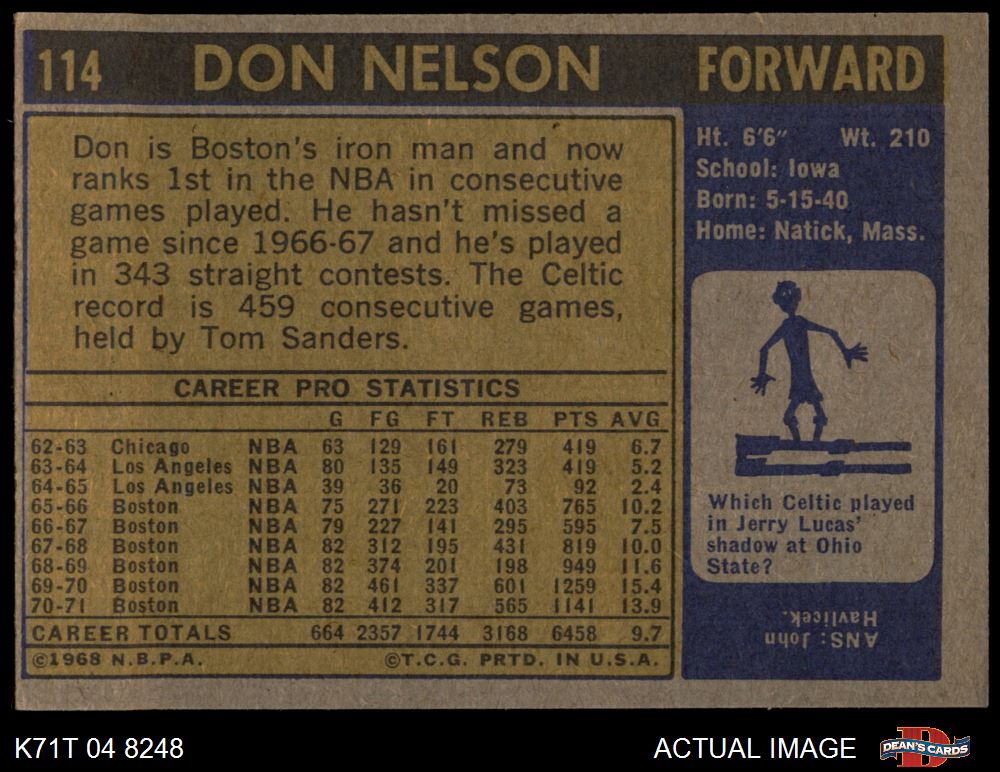 114 DON NELSON FORWARD
Don is Boston's iron man and now
ranks 1st in the NBA in consecutive
games played. He hasn't missed a
game since 1966-67 and he's played
in 343 straight contests. The Celtic
record is 459 consecutive games,
held by Tom Sanders.
Ht. 6'6" Wt. 210
School: Iowa
Born: 5-15-40
Home: Natick, Mass.
CAREER PRO STATISTICS
G FG FT REB PTS AVG
62-63 Chicago NBA 63 129 161 279 419 6.7
63-64 Los Angeles NBA 80 135 149 323 419 5.2
64-65 Los Angeles NBA 39 36 20 73 92 2.4
65-66 Boston NBA 75 271 223 403 765 10.2
66-67 Boston NBA 79 227 141 295 595 7.5
67-68 Boston NBA 82 312 195 431 819 10.0
68-69 Boston NBA 82 374 201 198 949 11.6
69-70 Boston NBA 82 461 337 601 1259 15.4
70-71 Boston NBA 82 412 317 565 1141 13.9
CAREER TOTALS 664 2357 1744 3168 6458 9.7
©1968 N.B.P.A. ©T.C.G. PRTD. IN U.S.A.
Which Celtic played
in Jerry Lucas'
shadow at Ohio
State?
ANS: John
Havlicek.
K71T 04 8248 ACTUAL IMAGE DEAN'S CARDS